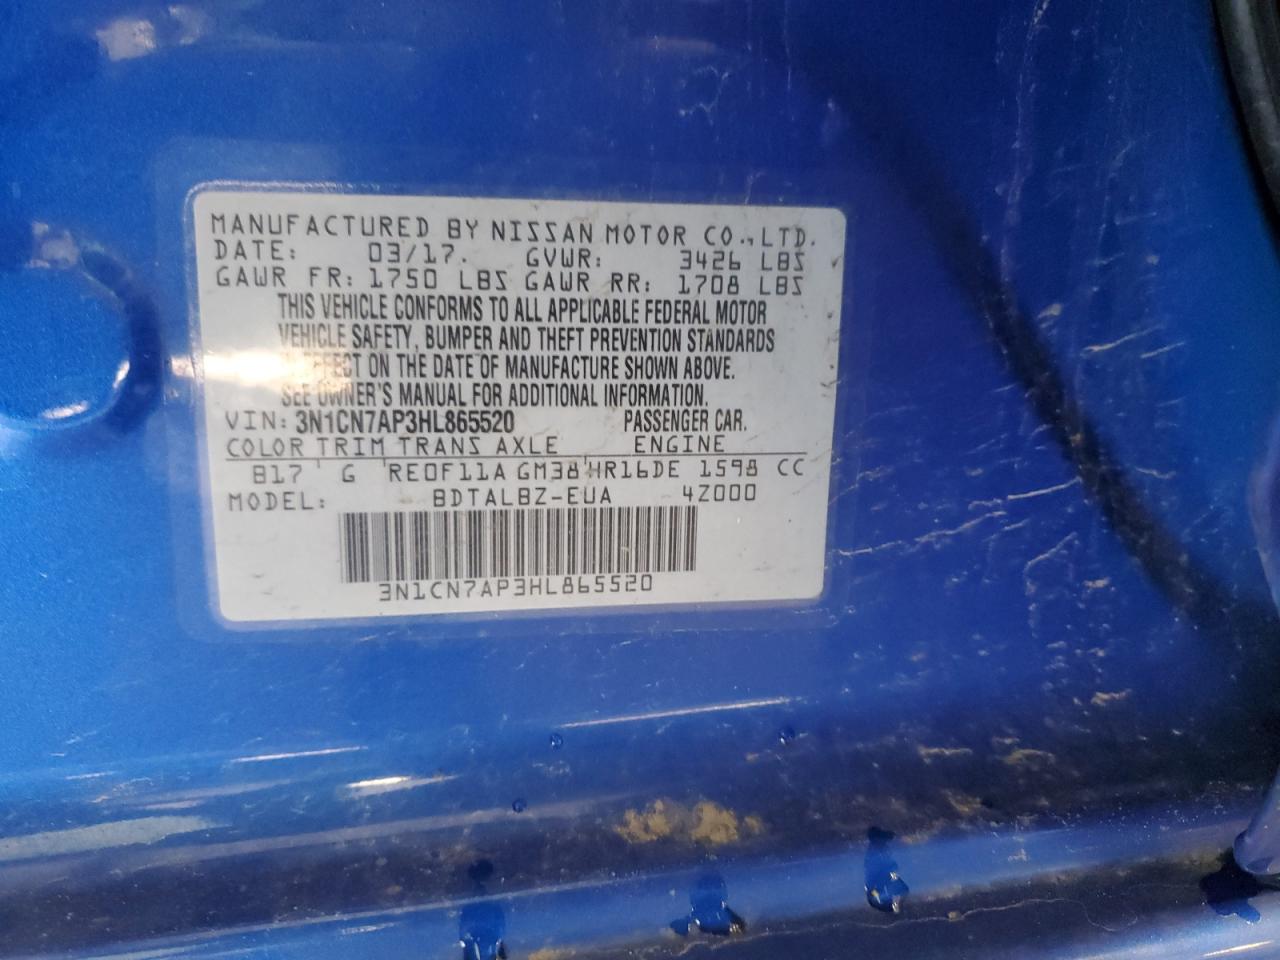 MANUFACTURED BY NISSAN MOTOR CO., LTD.
DATE: 03/17. GVWR: 3426 LBS
GAWR FR: 1750 LBS GAWR RR: 1708 LBS
THIS VEHICLE CONFORMS TO ALL APPLICABLE FEDERAL MOTOR
VEHICLE SAFETY, BUMPER AND THEFT PREVENTION STANDARDS
IN EFFECT ON THE DATE OF MANUFACTURE SHOWN ABOVE.
SEE OWNER'S MANUAL FOR ADDITIONAL INFORMATION.
VIN: 3N1CN7AP3HL865520 PASSENGER CAR.
COLOR TRIM TRANS AXLE ENGINE
B17 G RE0F11A GM38 HR16DE 1598 CC
MODEL: BDTALBZ-EUA 4Z000
3N1CN7AP3HL865520